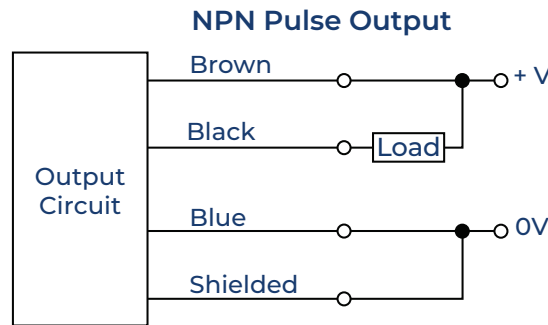 NPN Pulse Output
Brown
+ V
Black
Load
Output
Circuit
Blue
0V
Shielded